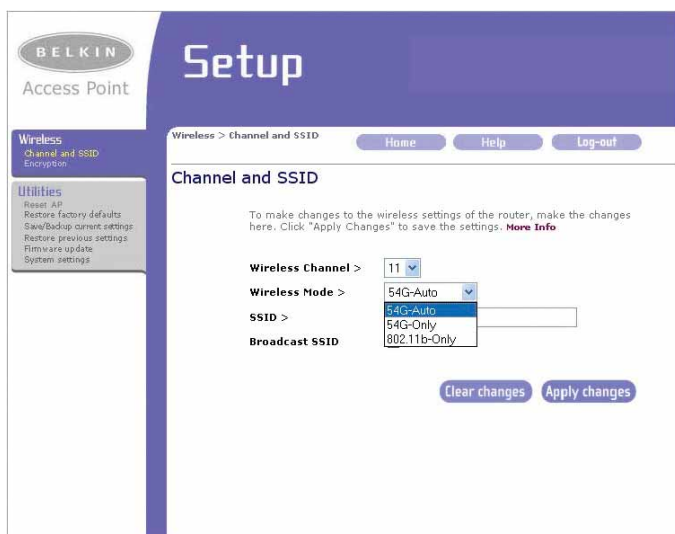 BELKIN
Access Point
Setup
Wireless
Channel and SSID
Encryption
Utilities
Reset AP
Restore factory defaults
Save/Backup current settings
Restore previous settings
Firmware update
System settings
Wireless > Channel and SSID
Home
Help
Log-out
Channel and SSID
To make changes to the wireless settings of the router, make the changes
here. Click "Apply Changes" to save the settings. More Info
Wireless Channel > 11
Wireless Mode > 54G-Auto
54G-Auto
SSID >
54G-Only
802.11b-Only
Broadcast SSID
Clear changes Apply changes